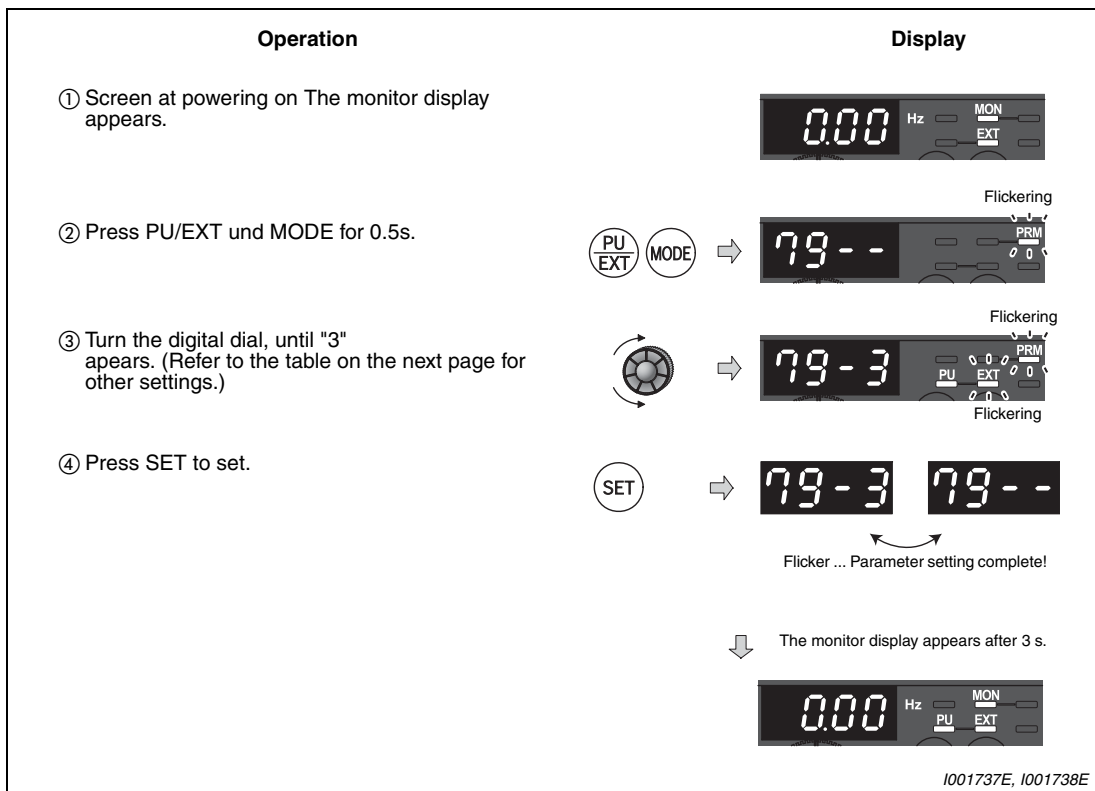 Operation
Display
① Screen at powering on The monitor display
appears.
0.00 Hz MON
EXT
② Press PU/EXT und MODE for 0.5s.
PU
EXT
MODE
Flickering
79-- PRM
③ Turn the digital dial, until "3"
apears. (Refer to the table on the next page for
other settings.)
Flickering
79-3 PRM
PU EXT
Flickering
④ Press SET to set.
SET
79-3 79--
Flicker ... Parameter setting complete!
The monitor display appears after 3 s.
0.00 Hz MON
PU EXT
I001737E, I001738E